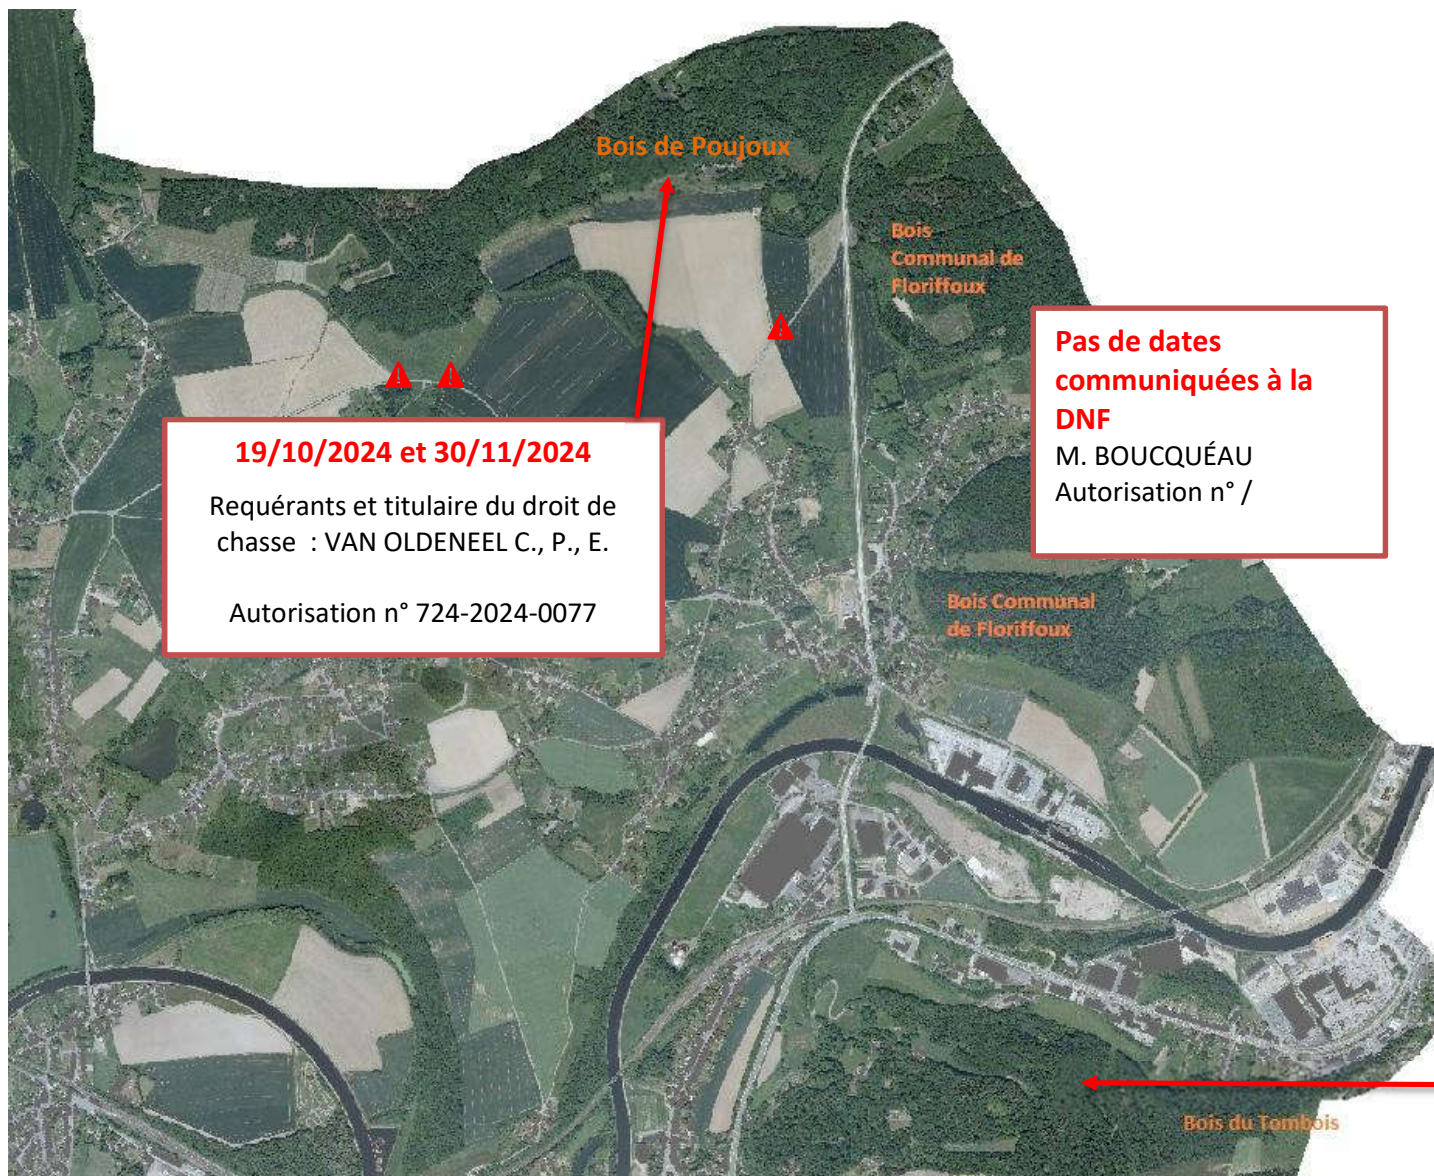 Bois de Poujoux
Bois
Communal de
Floriffoux
Pas de dates
communiquées à la
DNF
M. BOUCQUÉAU
Autorisation n° /
19/10/2024 et 30/11/2024
Requérants et titulaire du droit de
chasse : VAN OLDENEEL C., P., E.
Autorisation n° 724-2024-0077
Bois Communal
de Floriffoux
Bois du Tombois